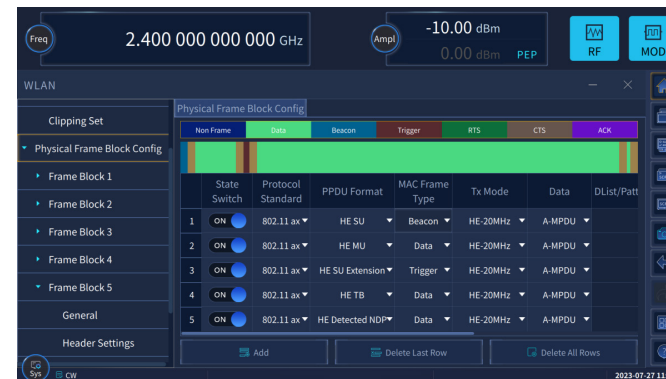 Freq
2.400 000 000 000 GHz
Ampl
-10.00 dBm
0.00 dBm PEP
RF
MOD
WLAN
Clipping Set
Physical Frame Block Config
Frame Block 1
Frame Block 2
Frame Block 3
Frame Block 4
Frame Block 5
General
Header Settings
Physical Frame Block Config
Non Frame Data Beacon Trigger RTS CTS ACK
State Switch Protocol Standard PPDU Format MAC Frame Type Tx Mode Data DList/Patt
1 ON 802.11 ax HE SU Beacon HE-20MHz A-MPDU
2 ON 802.11 ax HE MU Data HE-20MHz A-MPDU
3 ON 802.11 ax HE SU Extension Trigger HE-20MHz A-MPDU
4 ON 802.11 ax HE TB Data HE-20MHz A-MPDU
5 ON 802.11 ax HE Detected NDP Data HE-20MHz A-MPDU
Add Delete Last Row Delete All Rows
Sys CW 2023-07-27 11